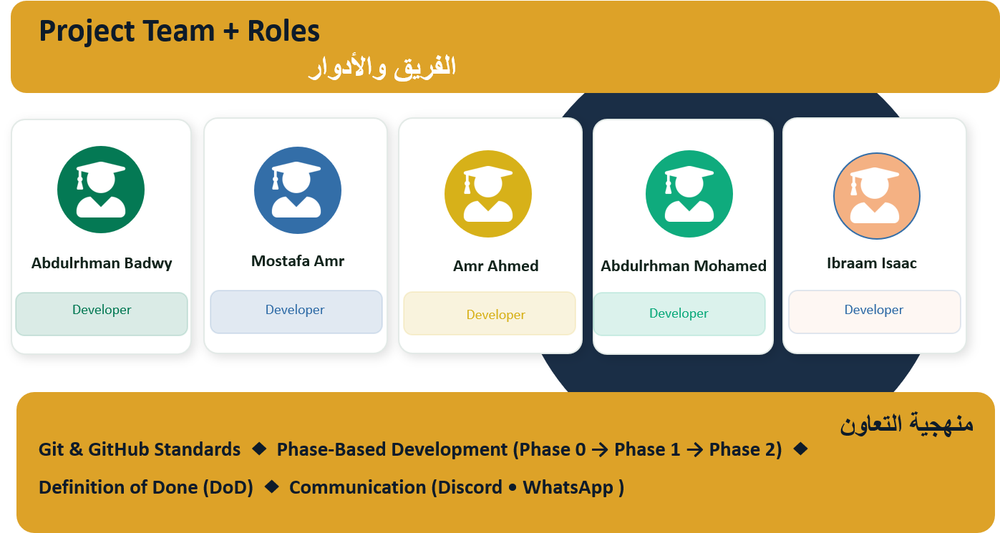 Project Team + Roles
الفريق والأدوار
Abdulrhman Badwy
Developer
Mostafa Amr
Developer
Amr Ahmed
Developer
Abdulrhman Mohamed
Developer
Ibraam Isaac
Developer
منهجية التعاون
Git & GitHub Standards ◆ Phase-Based Development (Phase 0 → Phase 1 → Phase 2) ◆
Definition of Done (DoD) ◆ Communication (Discord • WhatsApp )